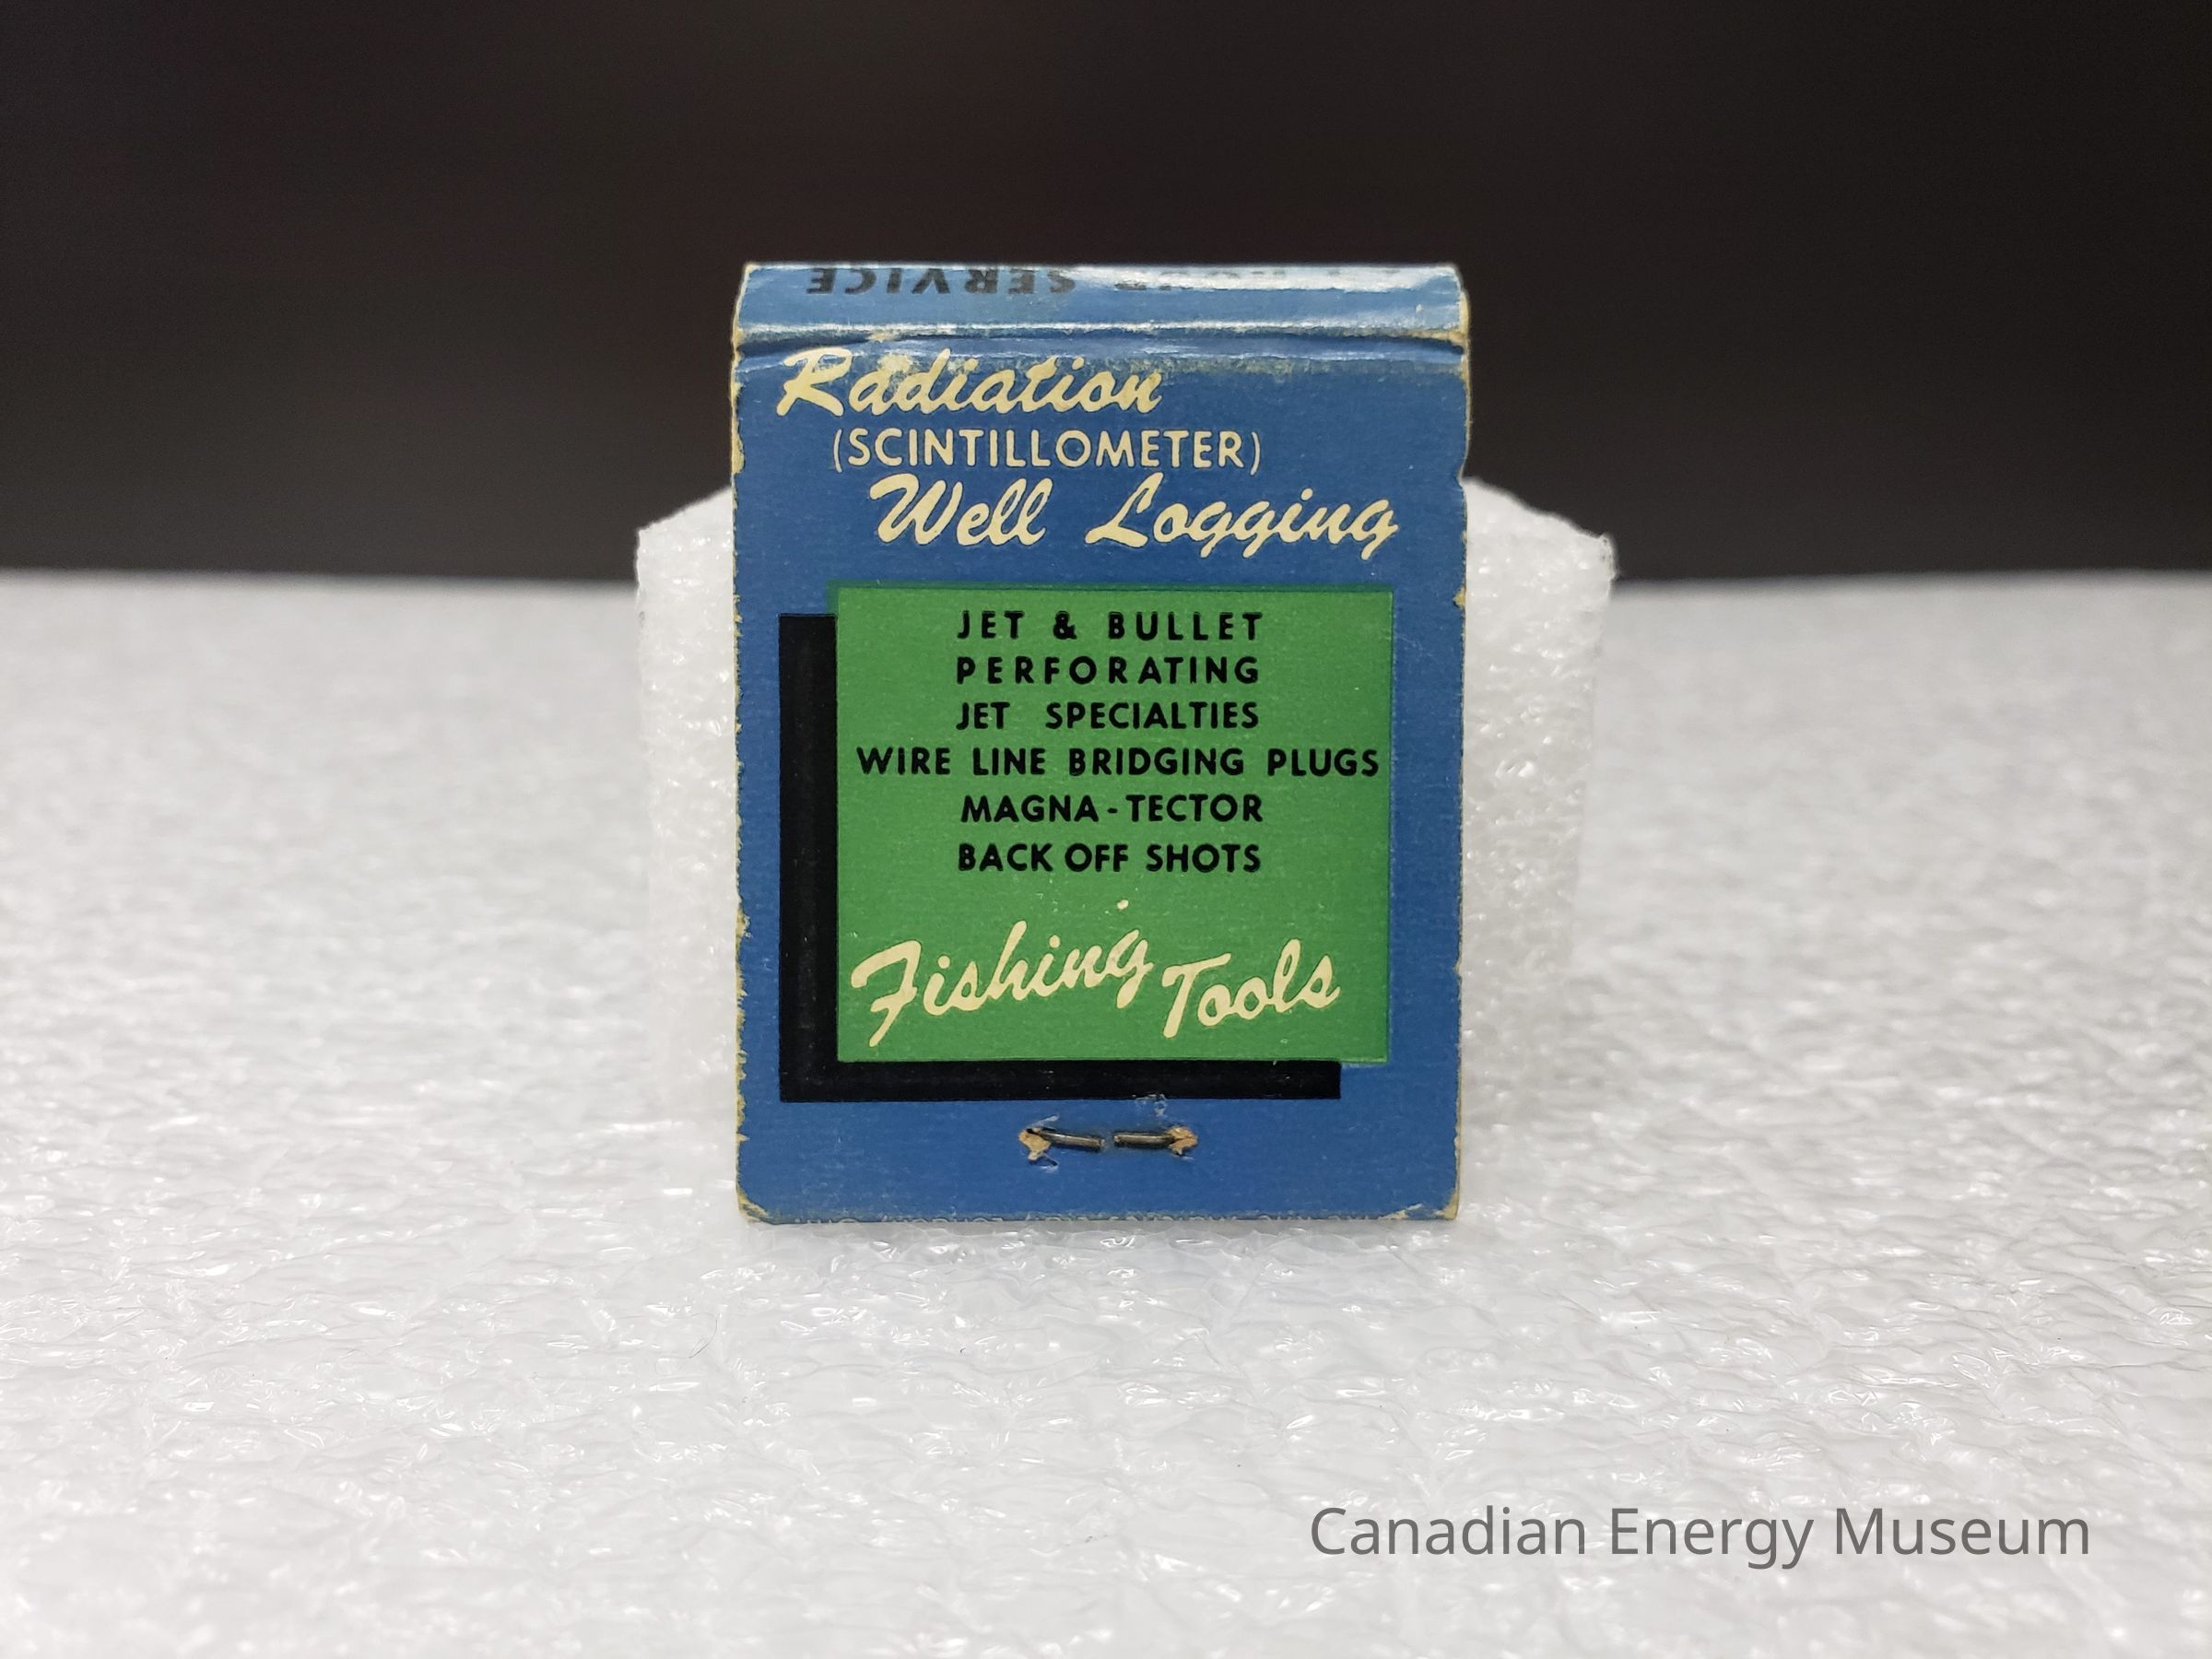 SERVICE
Radiation
(SCINTILLOMETER)
Well Logging
JET & BULLET
PERFORATING
JET SPECIALTIES
WIRE LINE BRIDGING PLUGS
MAGNA-TECTOR
BACK OFF SHOTS
Fishing Tools
Canadian Energy Museum